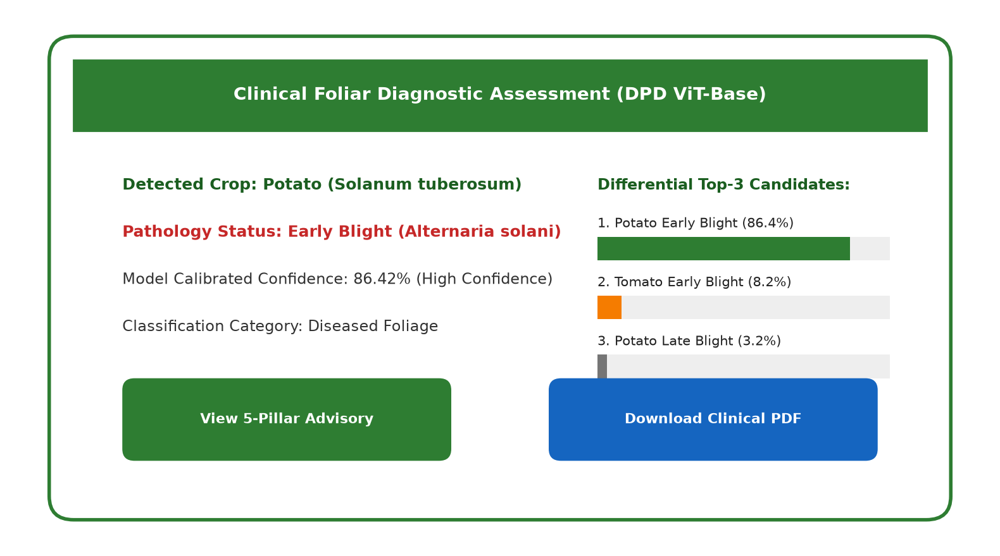 Clinical Foliar Diagnostic Assessment (DPD ViT-Base)
Detected Crop: Potato (Solanum tuberosum)
Pathology Status: Early Blight (Alternaria solani)
Model Calibrated Confidence: 86.42% (High Confidence)
Classification Category: Diseased Foliage
Differential Top-3 Candidates:
1. Potato Early Blight (86.4%)
2. Tomato Early Blight (8.2%)
3. Potato Late Blight (3.2%)
View 5-Pillar Advisory
Download Clinical PDF